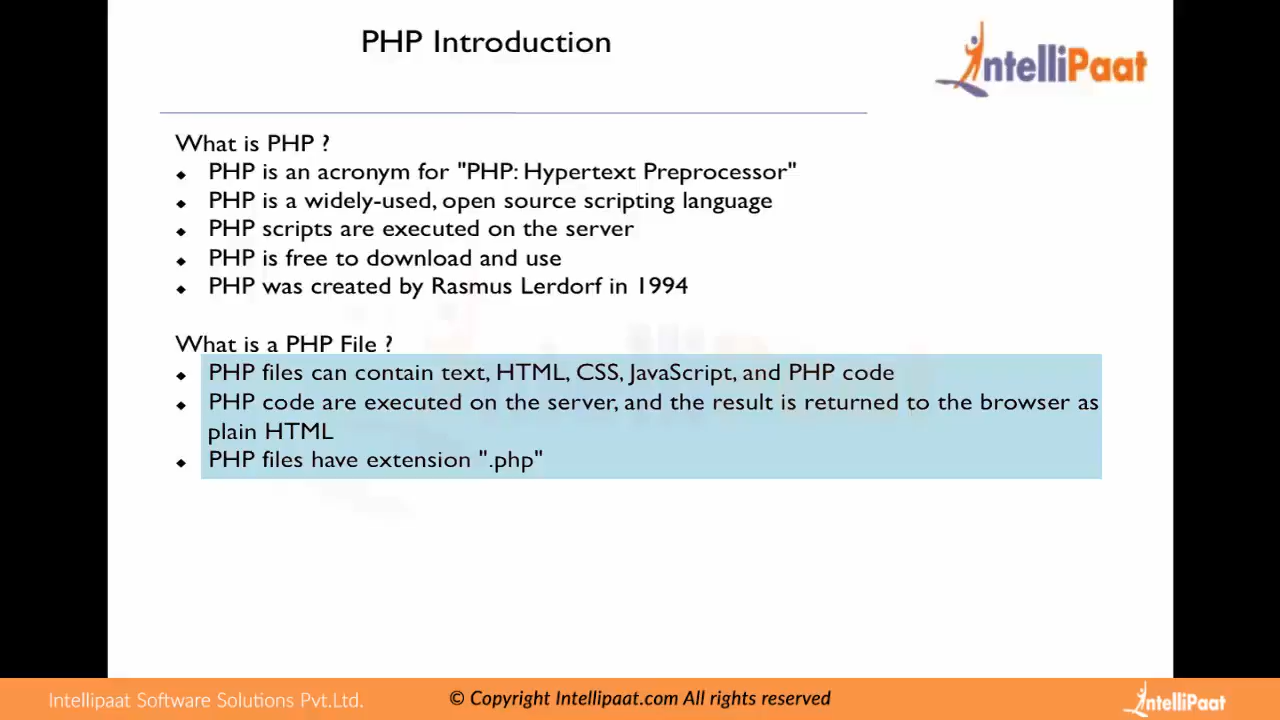 PHP Introduction
IntelliPaat
What is PHP ?
◆ PHP is an acronym for "PHP: Hypertext Preprocessor"
◆ PHP is a widely-used, open source scripting language
◆ PHP scripts are executed on the server
◆ PHP is free to download and use
◆ PHP was created by Rasmus Lerdorf in 1994
What is a PHP File ?
◆ PHP files can contain text, HTML, CSS, JavaScript, and PHP code
◆ PHP code are executed on the server, and the result is returned to the browser as
plain HTML
◆ PHP files have extension ".php"
Intellipaat Software Solutions Pvt.Ltd.
© Copyright Intellipaat.com All rights reserved
IntelliPaat